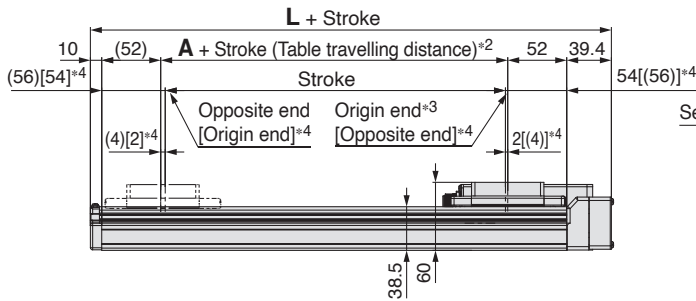 L + Stroke
10 (52) A + Stroke (Table travelling distance)*2 52 39.4
(56)[54]*4 Stroke 54[(56)]*4
Opposite end Origin end*3
[Origin end]*4 [Opposite end]*4
Se
(4)[2]*4 2[(4)]*4
38.5
60